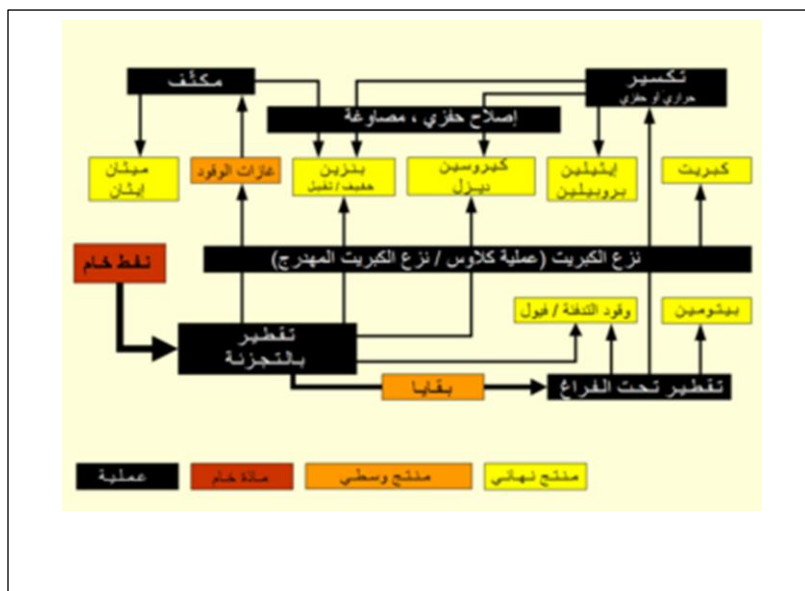 مكثف
تكسير
حراري أو حفزي
إصلاح حفزي ، مصاوغة
ميثان
إيثان
غازات الوقود
بنزين
خفيف / ثقيل
كيروسين
ديزل
إيثيلين
بروبيلين
كبريت
نفط خام
نزع الكبريت (عملية كلاوس / نزع الكبريت المهدرج)
تقطير
بالتجزئة
وقود التدفئة / فيول
بيتومين
بقايا
تقطير تحت الفراغ
عملية
مادة خام
منتج وسطي
منتج نهائي